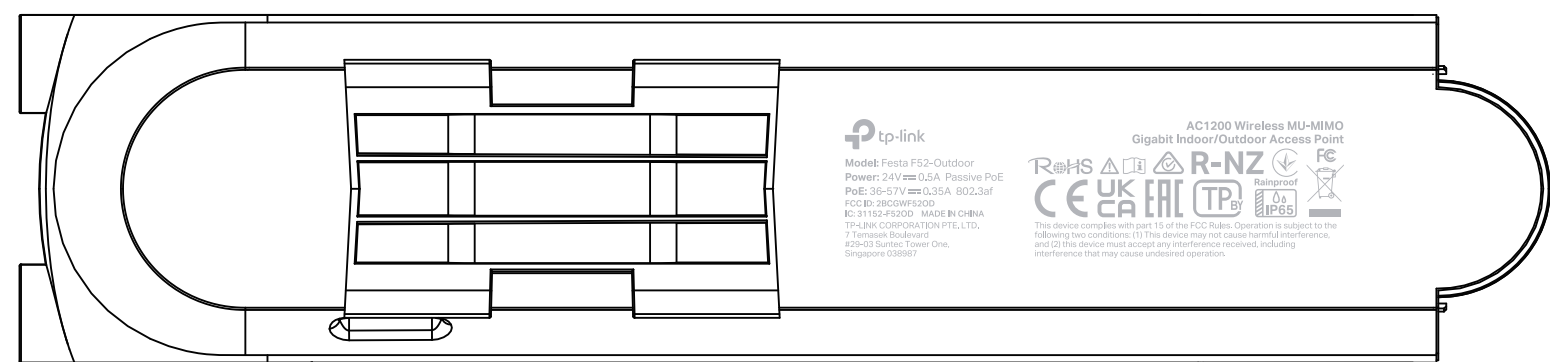 tp-link
Model: Festa F52-Outdoor
Power: 24V⎓0.5A Passive PoE
PoE: 36-57V⎓0.35A 802.3af
FCC ID: 2BCGWF52OD
IC: 31152-F52OD MADE IN CHINA
TP-LINK CORPORATION PTE. LTD.
7 Temasek Boulevard
#29-03 Suntec Tower One,
Singapore 038987
AC1200 Wireless MU-MIMO
Gigabit Indoor/Outdoor Access Point
RoHS R-NZ FC
CE UK CA EAC TP BY Rainproof IP65
This device complies with part 15 of the FCC Rules. Operation is subject to the
following two conditions: (1) This device may not cause harmful interference,
and (2) this device must accept any interference received, including
interference that may cause undesired operation.